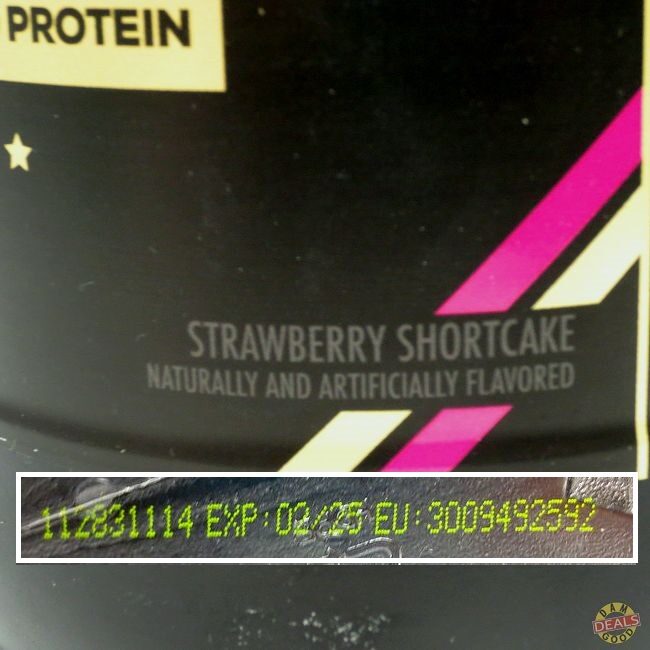 PROTEIN
STRAWBERRY SHORTCAKE
NATURALLY AND ARTIFICIALLY FLAVORED
112831114 EXP:02/25 EU:3009492592
DAM
DEALS
GOOD